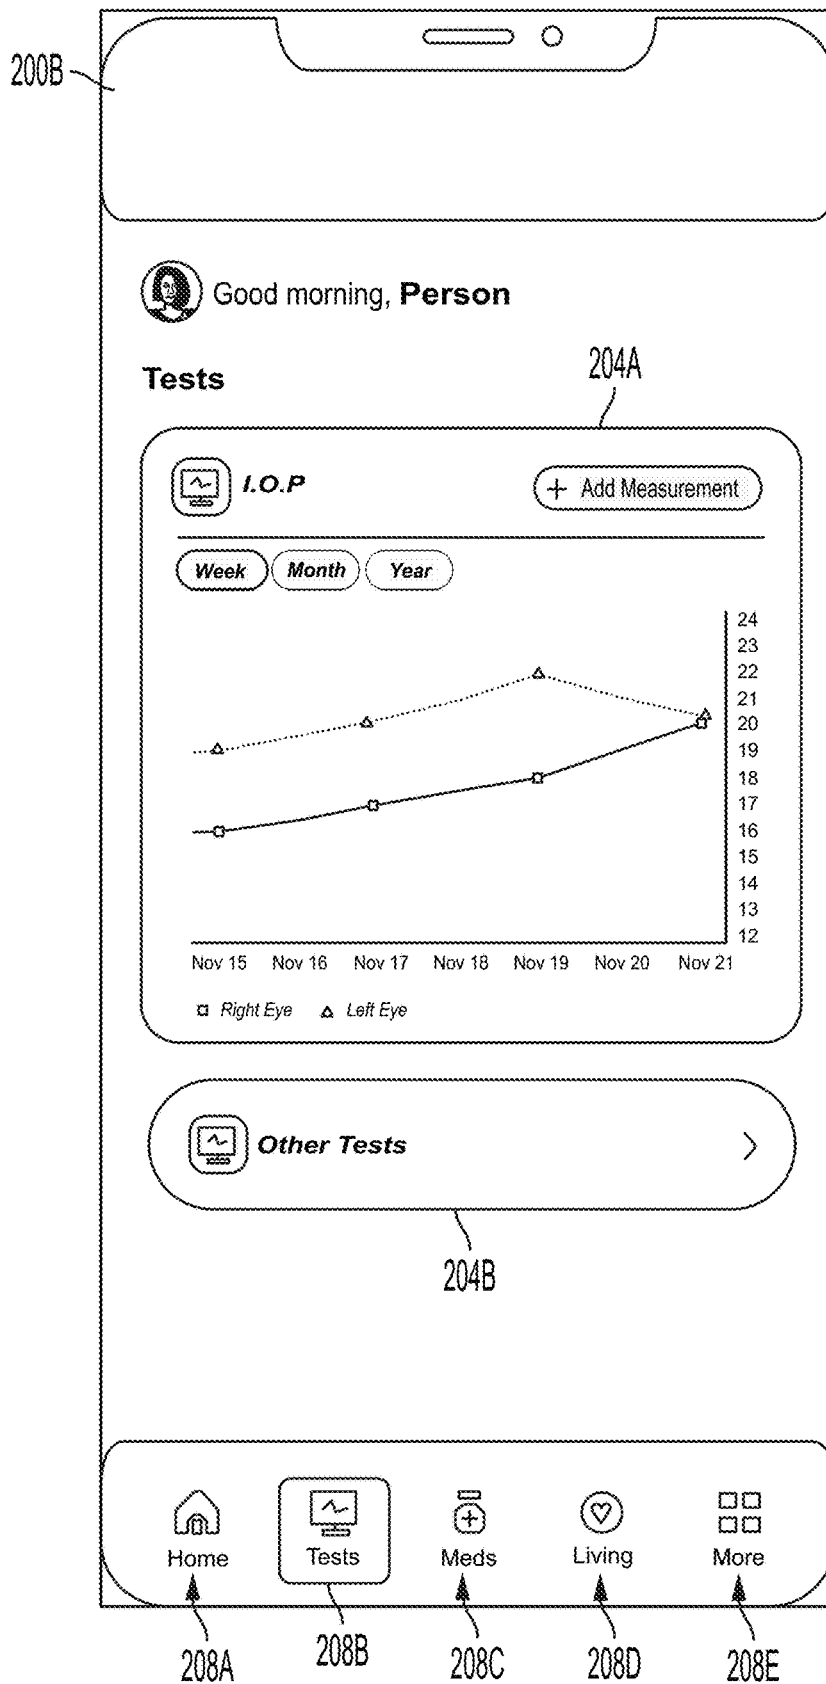 200B
Good morning, Person
Tests
204A
I.O.P
+ Add Measurement
Week Month Year
24
23
22
21
20
19
18
17
16
15
14
13
12
Nov 15 Nov 16 Nov 17 Nov 18 Nov 19 Nov 20 Nov 21
Right Eye Left Eye
Other Tests
204B
Home Tests Meds Living More
208A 208B 208C 208D 208E